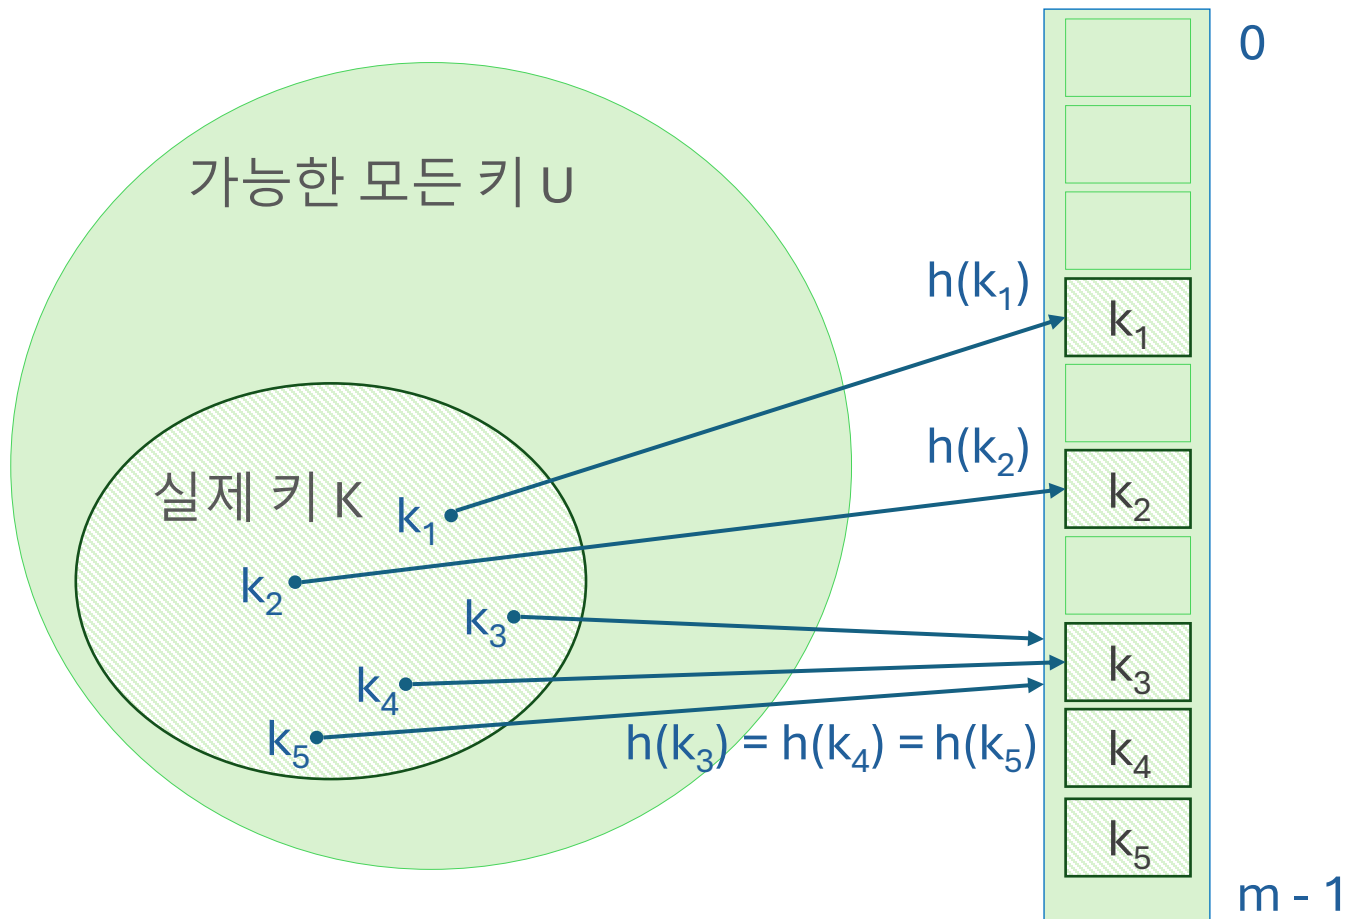 0
가능한 모든 키 U
h(k₁)
k₁
h(k₂)
k₂
실제 키 K
k₁
k₂
k₃
k₃
k₄
k₅
h(k₃) = h(k₄) = h(k₅)
k₄
k₅
m - 1